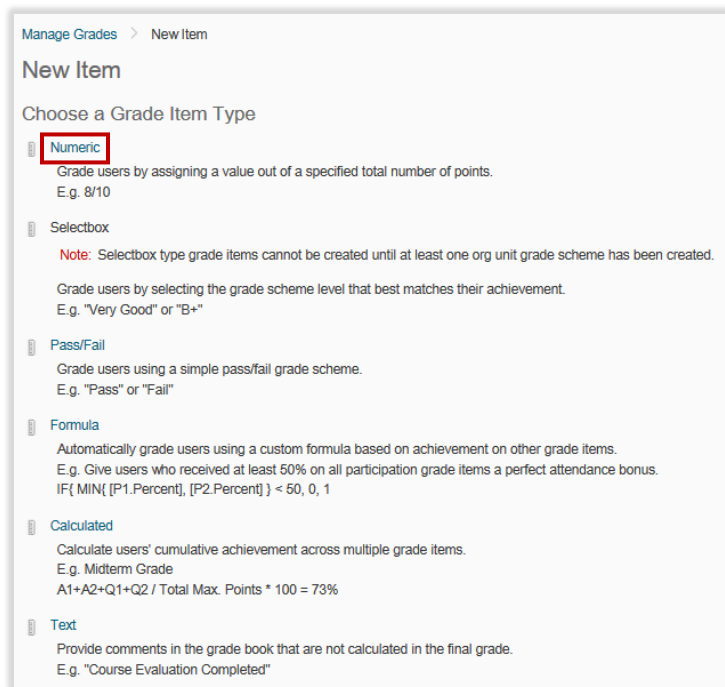 Manage Grades > New Item
New Item
Choose a Grade Item Type
Numeric
Grade users by assigning a value out of a specified total number of points.
E.g. 8/10
Selectbox
Note: Selectbox type grade items cannot be created until at least one org unit grade scheme has been created.
Grade users by selecting the grade scheme level that best matches their achievement.
E.g. "Very Good" or "B+"
Pass/Fail
Grade users using a simple pass/fail grade scheme.
E.g. "Pass" or "Fail"
Formula
Automatically grade users using a custom formula based on achievement on other grade items.
E.g. Give users who received at least 50% on all participation grade items a perfect attendance bonus.
IF{ MIN{ [P1.Percent], [P2.Percent] } < 50, 0, 1
Calculated
Calculate users' cumulative achievement across multiple grade items.
E.g. Midterm Grade
A1+A2+Q1+Q2 / Total Max. Points * 100 = 73%
Text
Provide comments in the grade book that are not calculated in the final grade.
E.g. "Course Evaluation Completed"